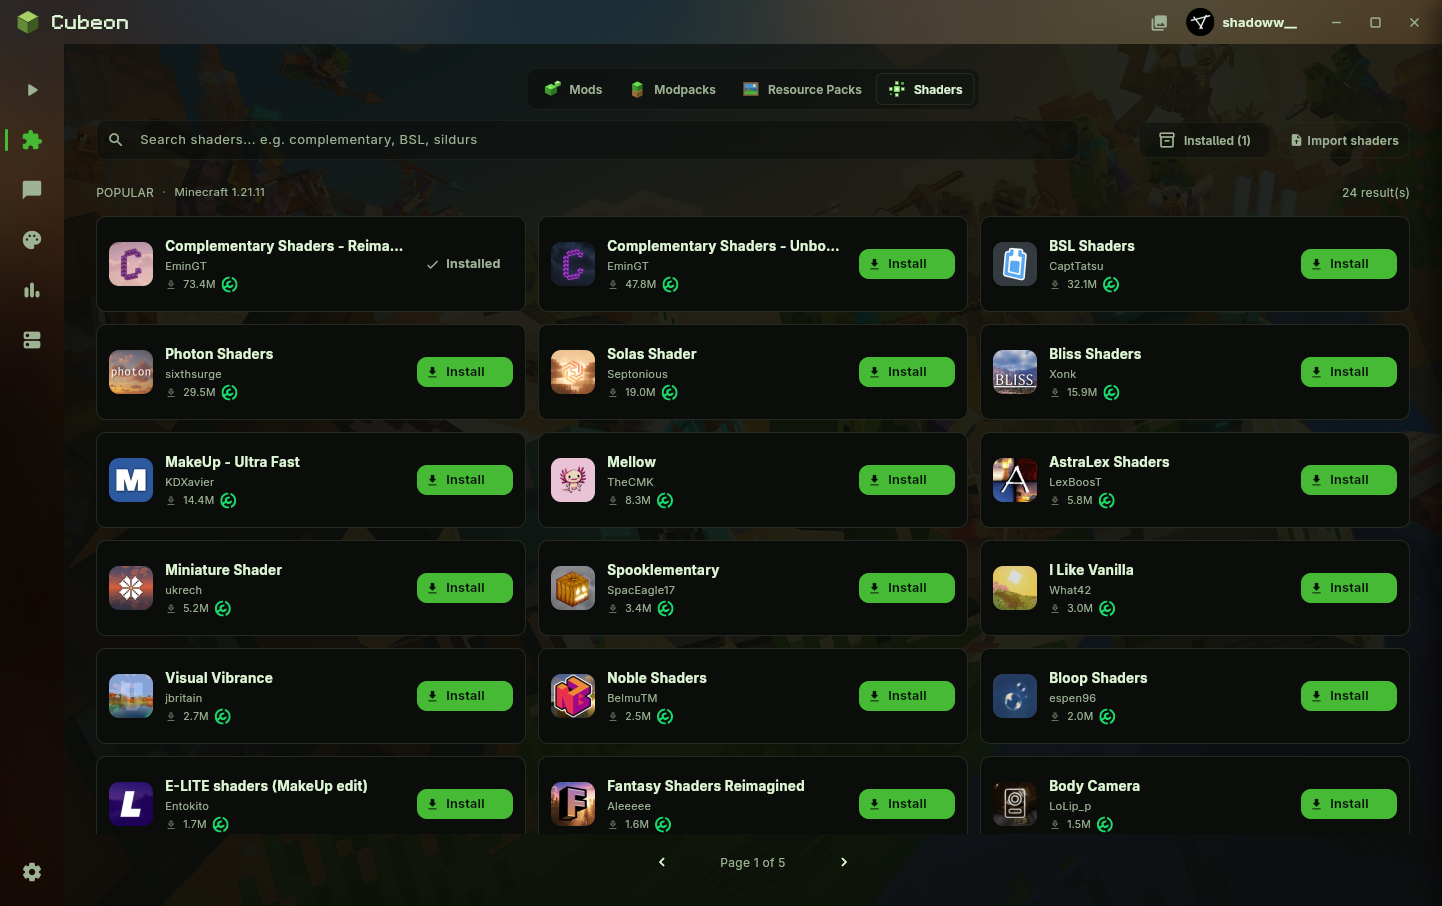 Cubeon
shadoww__
Mods
Modpacks
Resource Packs
Shaders
Search shaders... e.g. complementary, BSL, sildurs
Installed (1)
Import shaders
POPULAR · Minecraft 1.21.11
24 result(s)
Complementary Shaders - Reima...
EminGT
73.4M
Installed
Complementary Shaders - Unbo...
EminGT
47.8M
Install
BSL Shaders
CaptTatsu
32.1M
Install
photon
Photon Shaders
sixthsurge
29.5M
Install
Solas Shader
Septonious
19.0M
Install
BLISS
Bliss Shaders
Xonk
15.9M
Install
M
MakeUp - Ultra Fast
KDXavier
14.4M
Install
Mellow
TheCMK
8.3M
Install
A
AstraLex Shaders
LexBoosT
5.8M
Install
Miniature Shader
ukrech
5.2M
Install
Spooklementary
SpacEagle17
3.4M
Install
I Like Vanilla
What42
3.0M
Install
Visual Vibrance
jbritain
2.7M
Install
Noble Shaders
BelmuTM
2.5M
Install
Bloop Shaders
espen96
2.0M
Install
L
E-LITE shaders (MakeUp edit)
Entokito
1.7M
Install
F
Fantasy Shaders Reimagined
Aleeeee
1.6M
Install
Body Camera
LoLip_p
1.5M
Install
Page 1 of 5